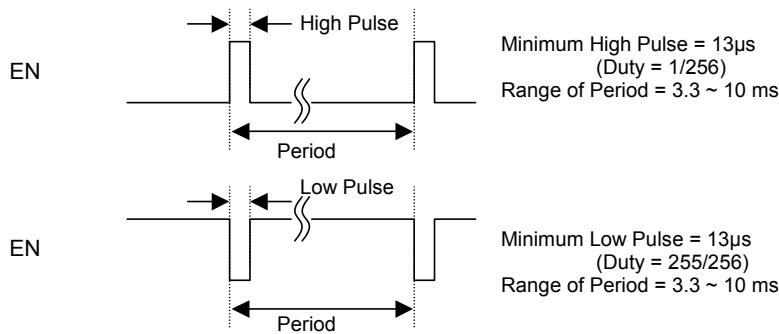 High Pulse
EN
Minimum High Pulse = 13µs
(Duty = 1/256)
Range of Period = 3.3 ~ 10 ms
Period
Low Pulse
EN
Minimum Low Pulse = 13µs
(Duty = 255/256)
Range of Period = 3.3 ~ 10 ms
Period